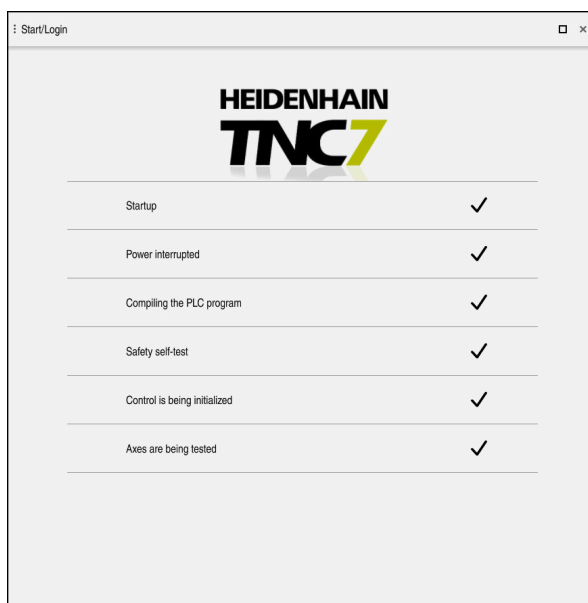 Start/Login
HEIDENHAIN
TNC7
Startup
Power interrupted
Compiling the PLC program
Safety self-test
Control is being initialized
Axes are being tested